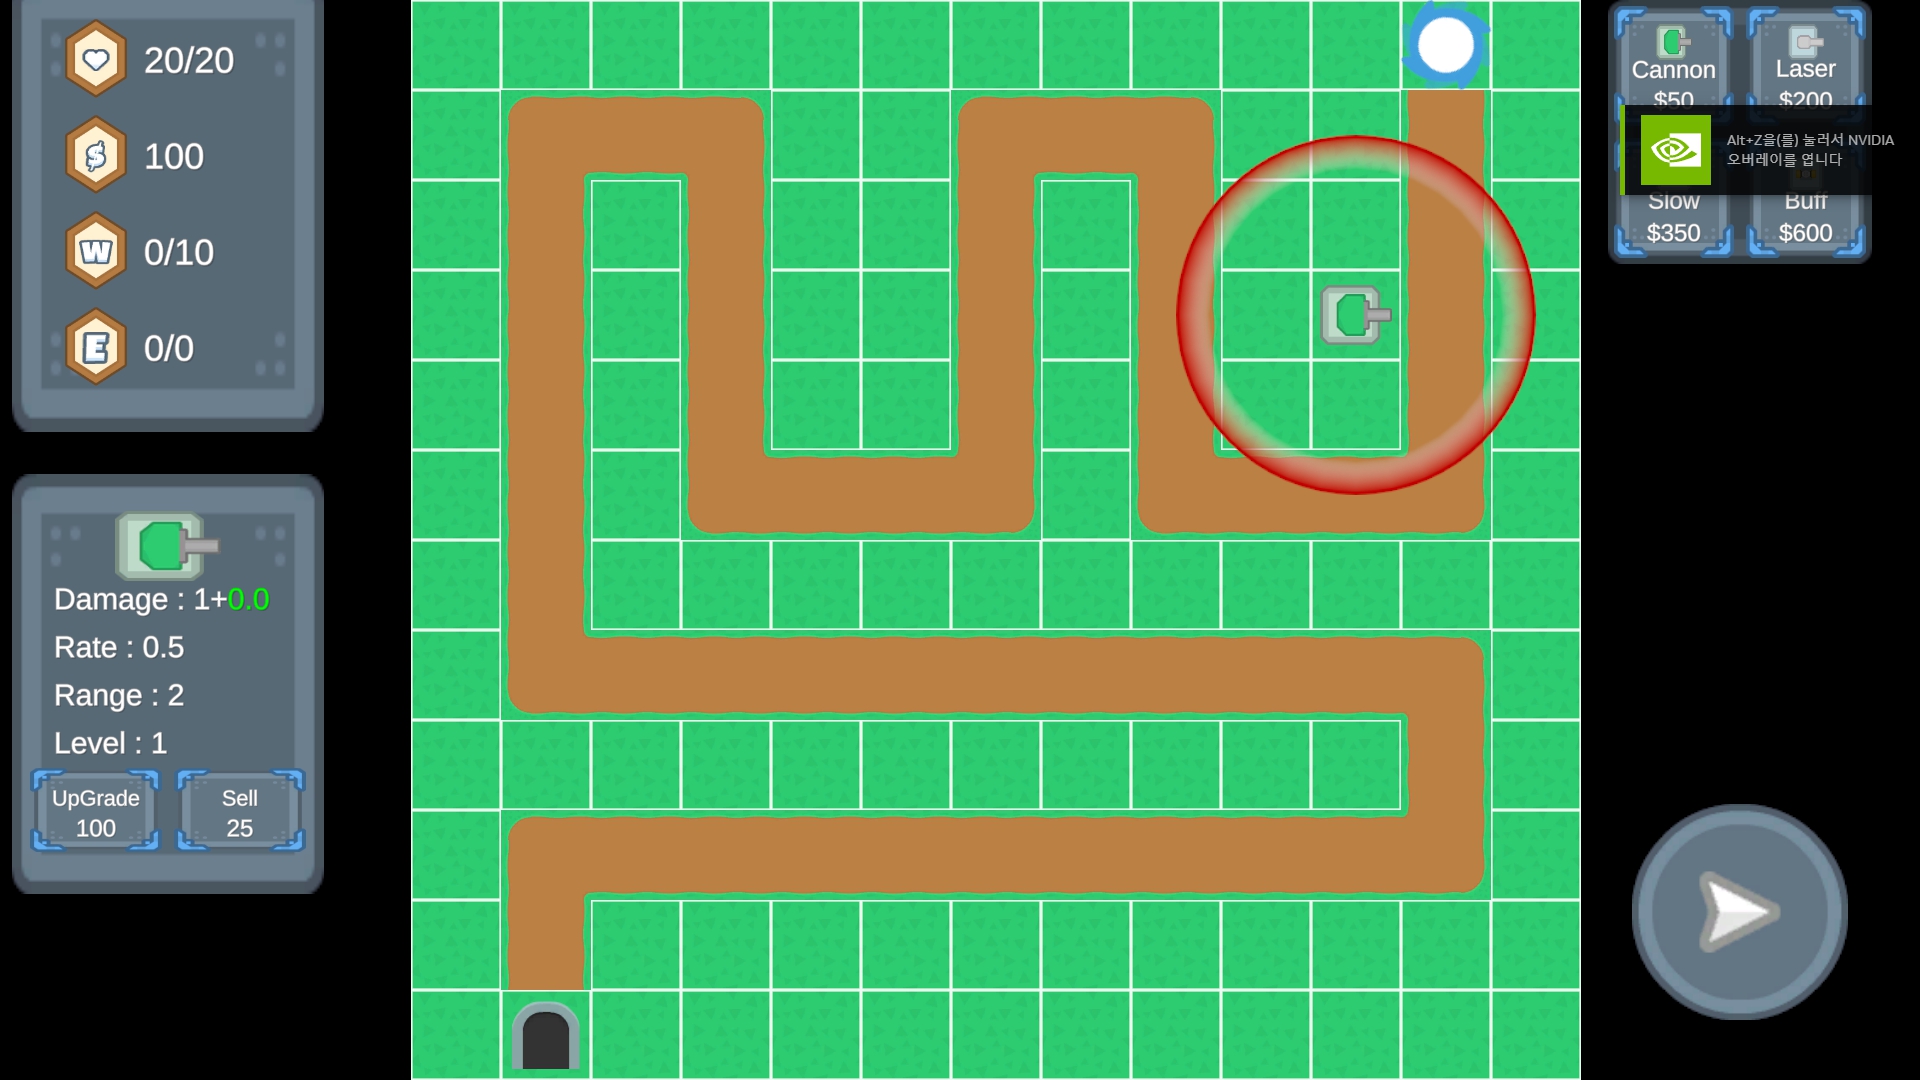 20/20
100
W
0/10
E
0/0
Damage : 1+0.0
Rate : 0.5
Range : 2
Level : 1
UpGrade
100
Sell
25
Cannon
$50
Laser
$200
Alt+Z을(를) 눌러서 NVIDIA
오버레이를 엽니다
Slow
$350
Buff
$600